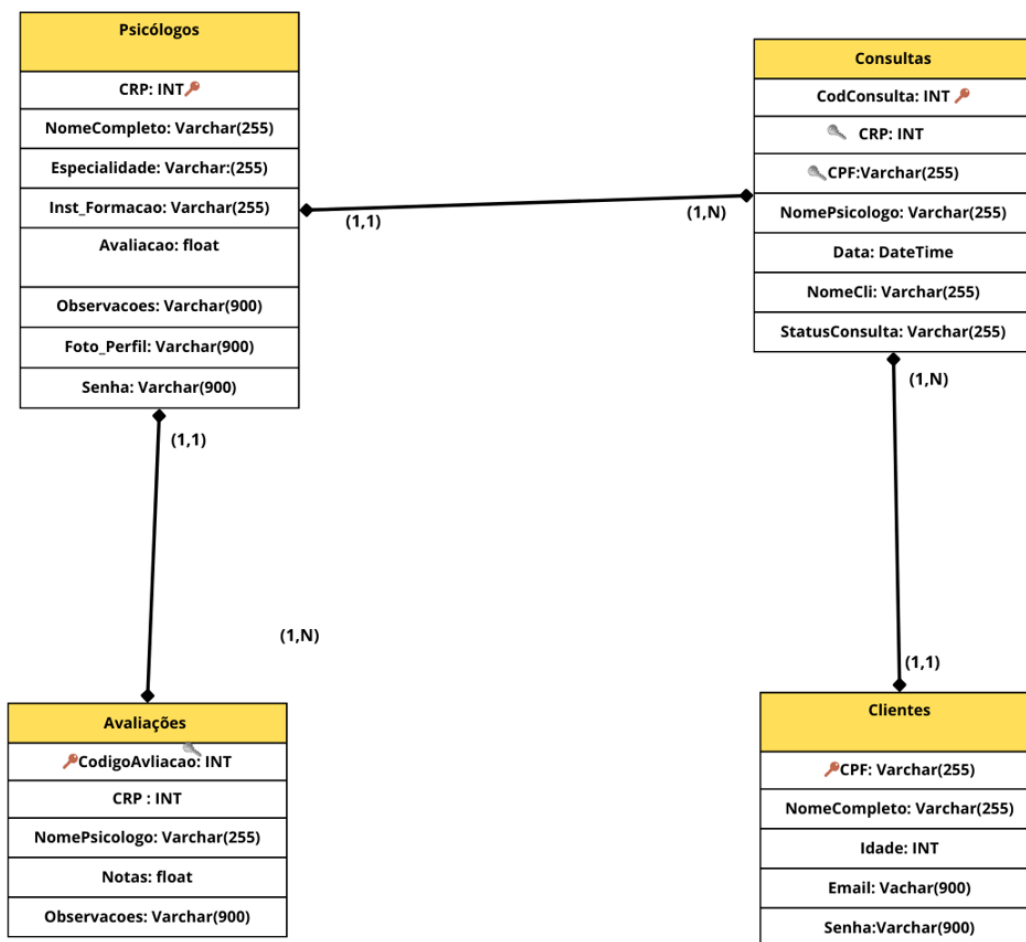 Psicólogos
CRP: INT
NomeCompleto: Varchar(255)
Especialidade: Varchar:(255)
Inst_Formacao: Varchar(255)
Avaliacao: float
Observacoes: Varchar(900)
Foto_Perfil: Varchar(900)
Senha: Varchar(900)
(1,1)
(1,N)
Consultas
CodConsulta: INT
CRP: INT
CPF:Varchar(255)
NomePsicologo: Varchar(255)
Data: DateTime
NomeCli: Varchar(255)
StatusConsulta: Varchar(255)
(1,N)
(1,1)
(1,1)
(1,N)
Avaliações
CodigoAvliacao: INT
CRP : INT
NomePsicologo: Varchar(255)
Notas: float
Observacoes: Varchar(900)
Clientes
CPF: Varchar(255)
NomeCompleto: Varchar(255)
Idade: INT
Email: Vachar(900)
Senha:Varchar(900)